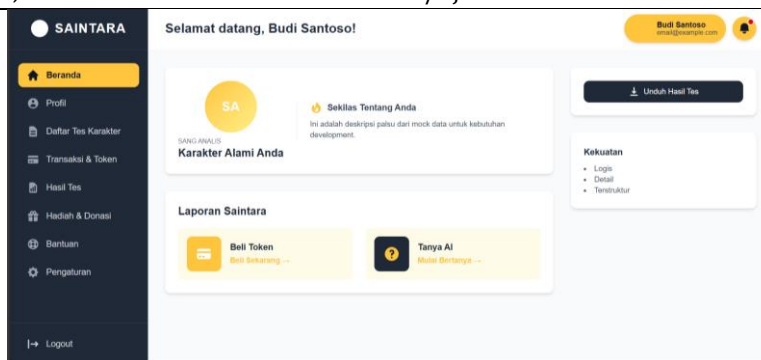 SAINTARA
Selamat datang, Budi Santoso!
Budi Santoso
email@example.com
Beranda
Profil
Daftar Tes Karakter
Transaksi & Token
Hasil Tes
Hadiah & Donasi
Bantuan
Pengaturan
Logout
SA
SANG ANALIS
Karakter Alami Anda
Sekilas Tentang Anda
Ini adalah deskripsi palsu dari mock data untuk kebutuhan
development.
Laporan Saintara
Beli Token
Beli Sekarang →
Tanya AI
Mulai Bertanya →
Unduh Hasil Tes
Kekuatan
• Logis
• Detail
• Terstruktur